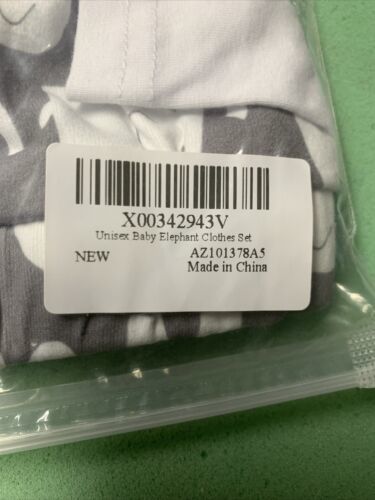 X00342943V
Unisex Baby Elephant Clothes Set
NEW
AZ101378A5
Made in China